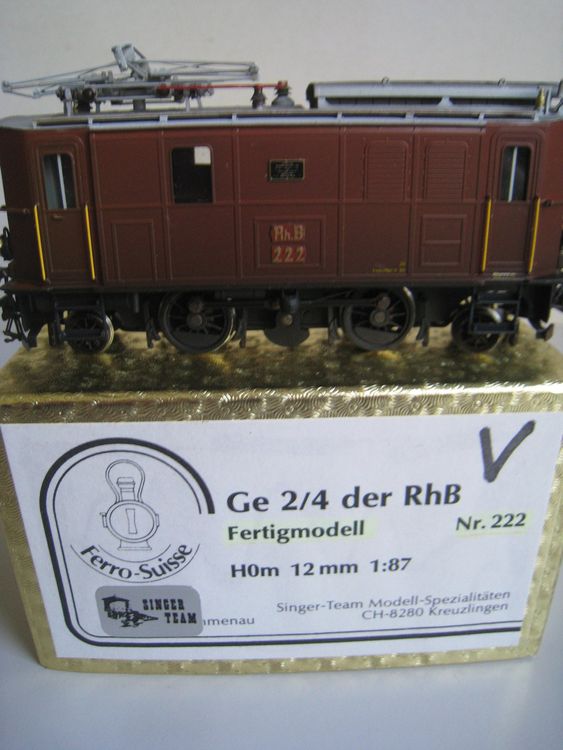 Rh.B
222
V
Ge 2/4 der RhB
Fertigmodell Nr. 222
H0m 12 mm 1:87
Ferro-Suisse
SINGER
TEAM
Singer-Team Modell-Spezialitäten
CH-8280 Kreuzlingen